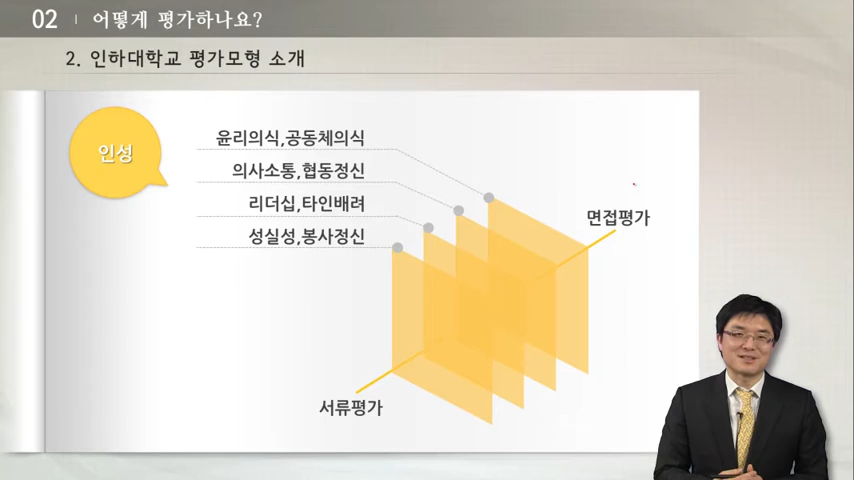 02 | 어떻게 평가하나요?
2. 인하대학교 평가모형 소개
인성
윤리의식,공동체의식
의사소통,협동정신
리더십,타인배려
성실성,봉사정신
면접평가
서류평가